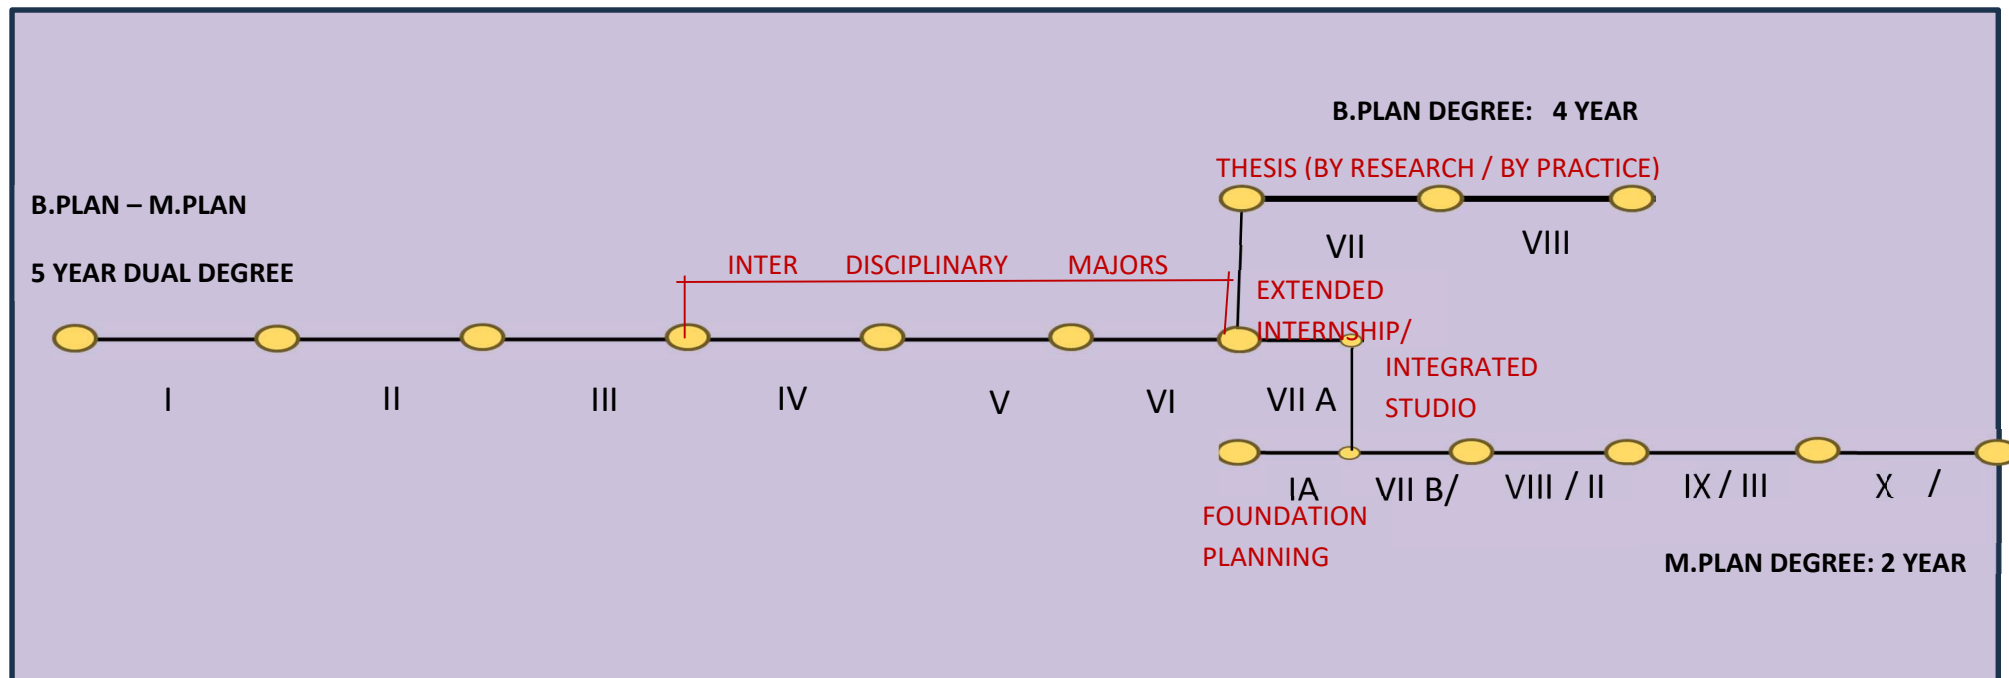 B.PLAN DEGREE: 4 YEAR
THESIS (BY RESEARCH / BY PRACTICE)
B.PLAN – M.PLAN
VII VIII
5 YEAR DUAL DEGREE
INTER DISCIPLINARY MAJORS
EXTENDED
INTERNSHIP/
INTEGRATED
STUDIO
I II III IV V VI VII A
IA VII B/ VIII / II IX / III X /
FOUNDATION
PLANNING
M.PLAN DEGREE: 2 YEAR